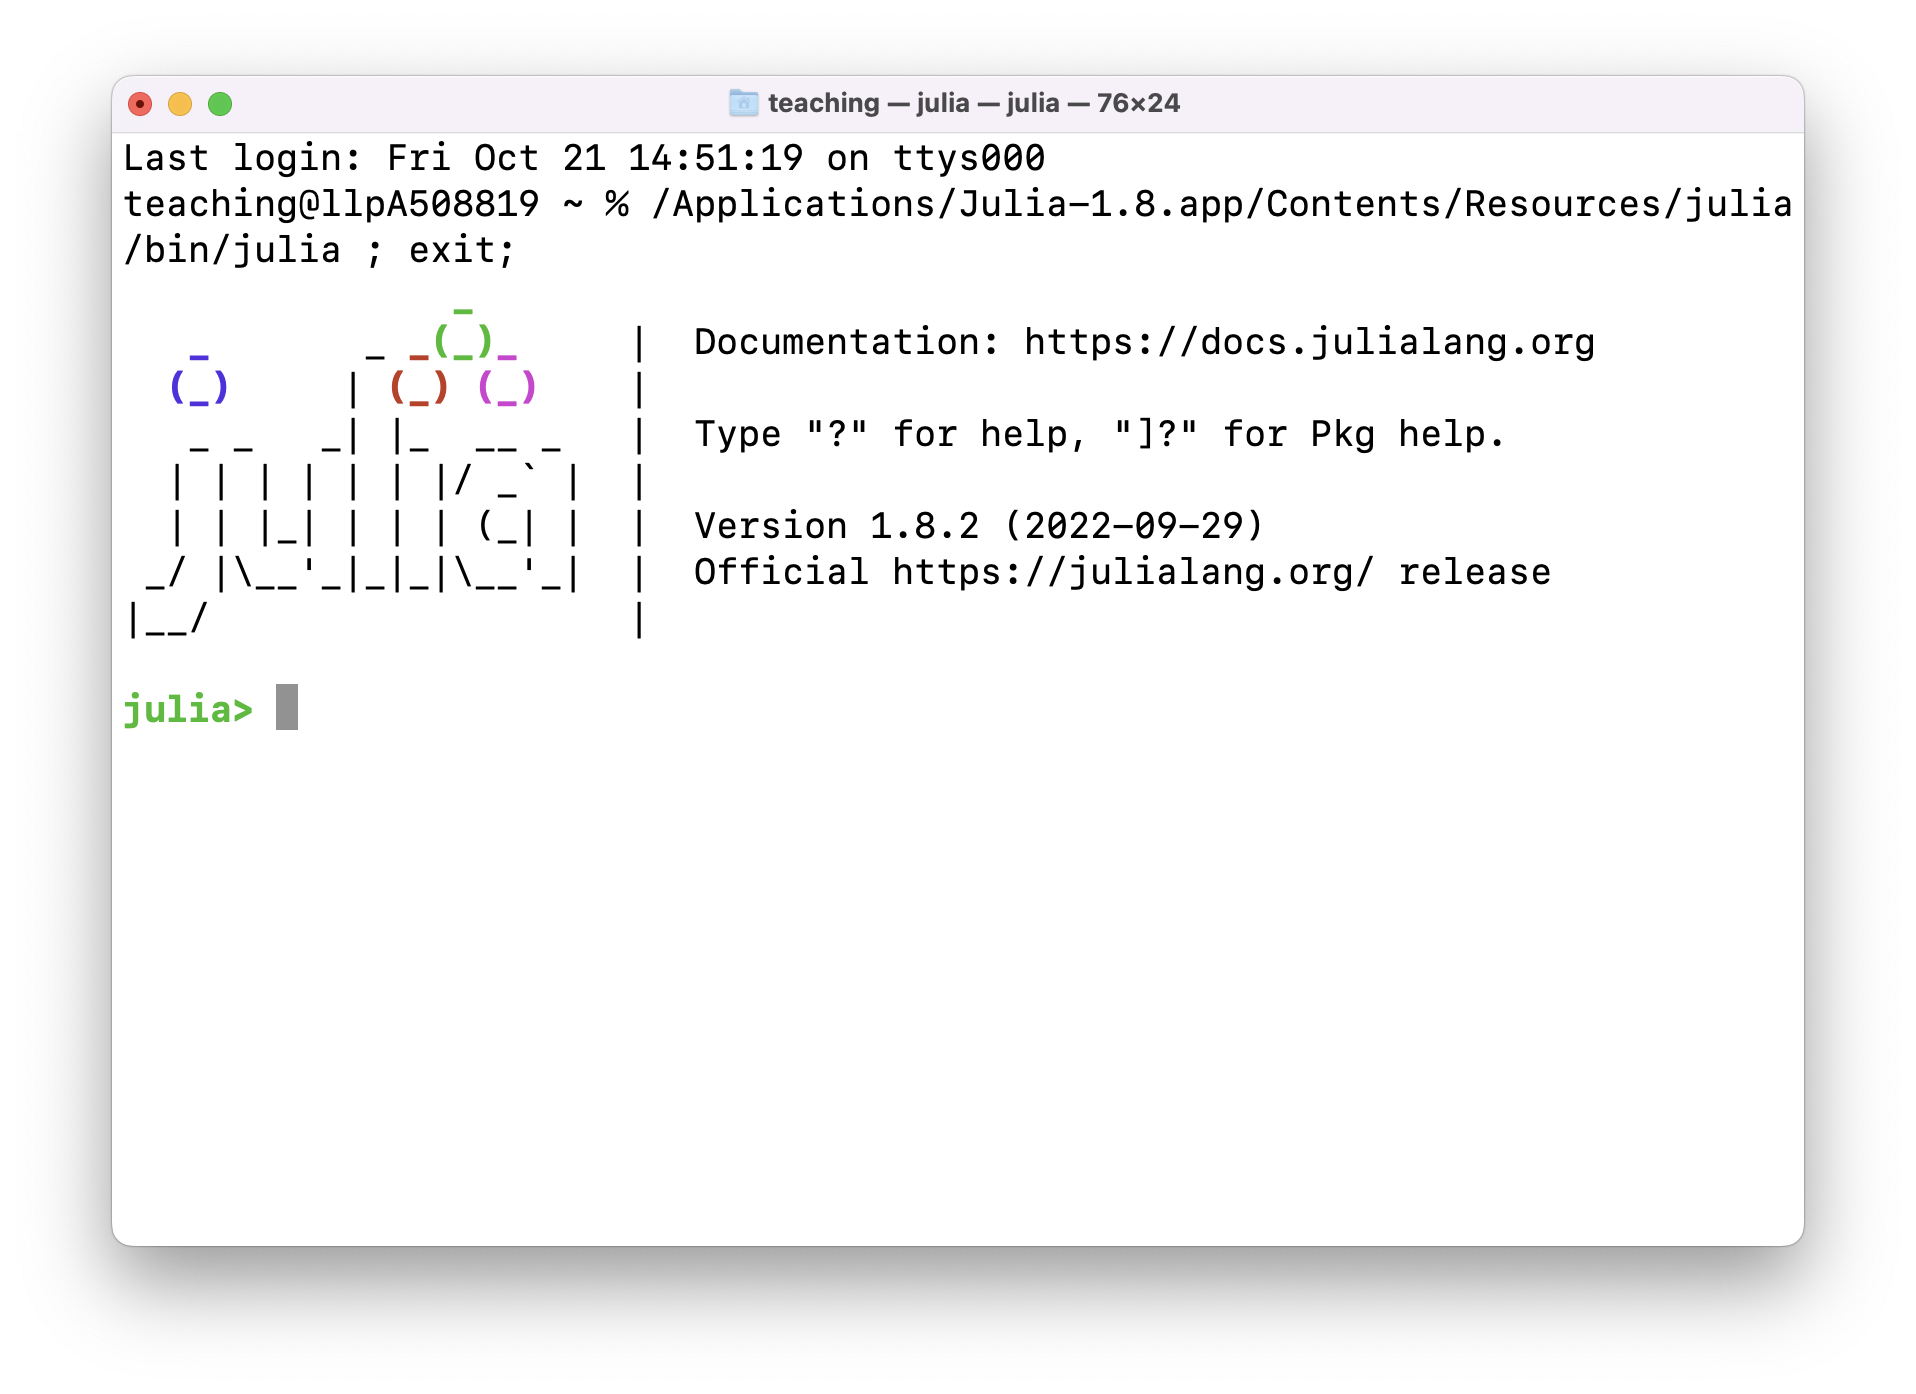 teaching — julia — julia — 76×24
Last login: Fri Oct 21 14:51:19 on ttys000
teaching@llpA508819 ~ % /Applications/Julia-1.8.app/Contents/Resources/julia
/bin/julia ; exit;
               _
   _       _ _(_)_     |  Documentation: https://docs.julialang.org
  (_)     | (_) (_)    |
   _ _   _| |_  __ _   |  Type "?" for help, "]?" for Pkg help.
  | | | | | | |/ _` |  |
  | | |_| | | | (_| |  |  Version 1.8.2 (2022-09-29)
 _/ |\__'_|_|_|\__'_|  |  Official https://julialang.org/ release
|__/                   |
julia>